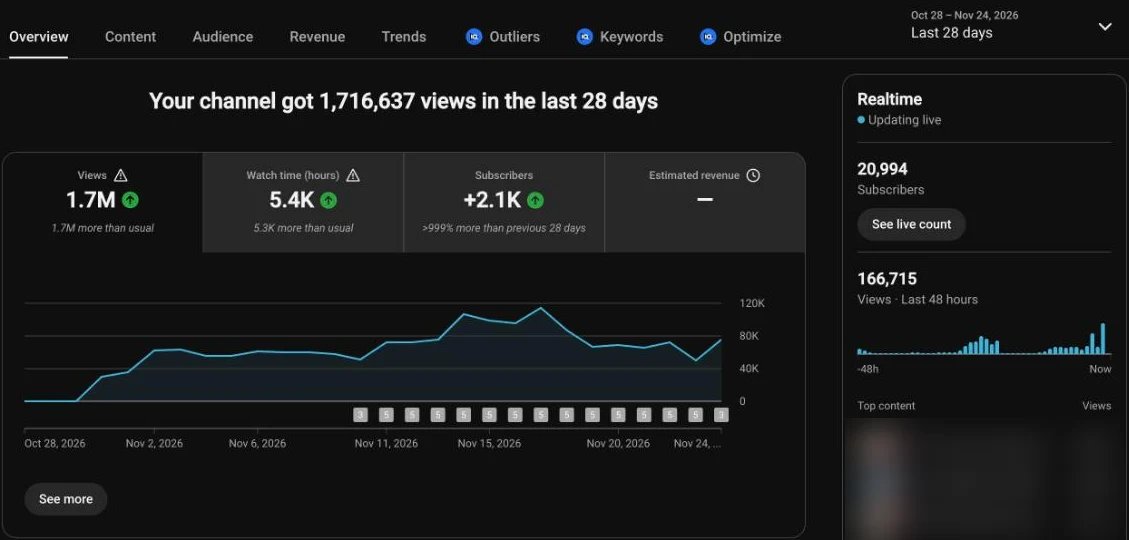 Overview Content Audience Revenue Trends Outliers Keywords Optimize
Oct 28 – Nov 24, 2026
Last 28 days
Your channel got 1,716,637 views in the last 28 days
Views
1.7M
1.7M more than usual
Watch time (hours)
5.4K
5.3K more than usual
Subscribers
+2.1K
>999% more than previous 28 days
Estimated revenue
—
120K
80K
40K
0
3 5 5 5 5 5 5 5 5 5 5 5 5 5 3
Oct 28, 2026 Nov 2, 2026 Nov 6, 2026 Nov 11, 2026 Nov 15, 2026 Nov 20, 2026 Nov 24, ...
See more
Realtime
Updating live
20,994
Subscribers
See live count
166,715
Views · Last 48 hours
-48h Now
Top content Views